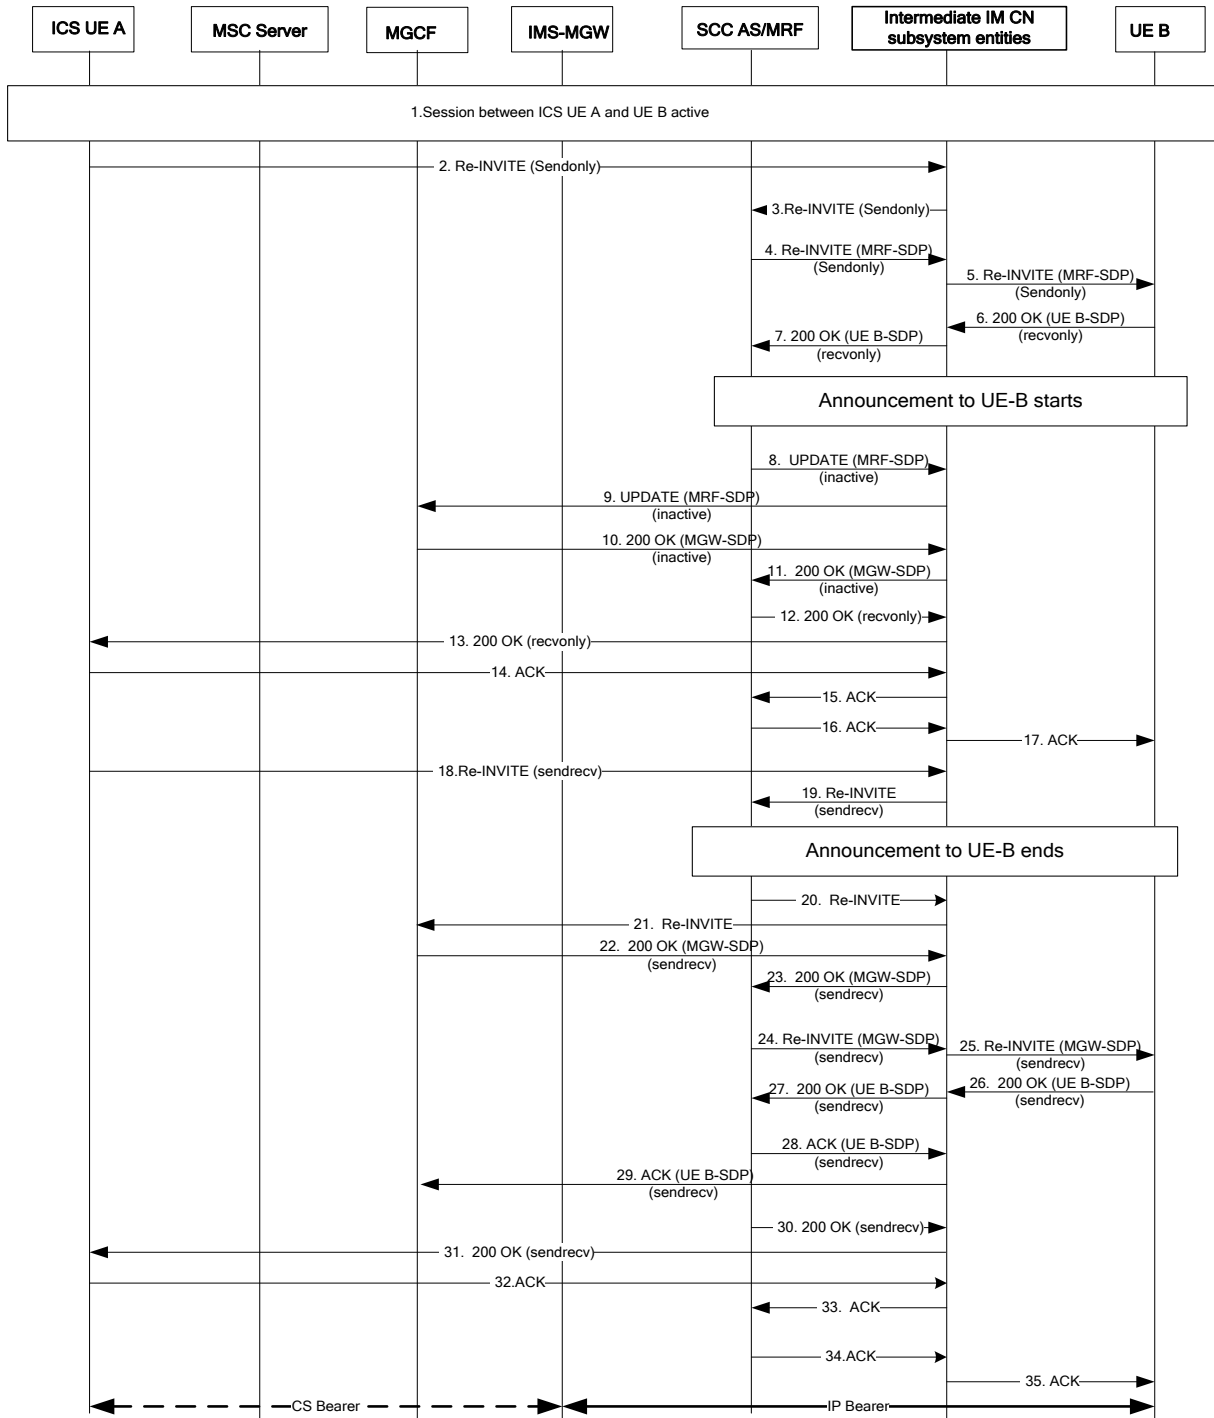 ICS UE A
MSC Server
MGCF
IMS-MGW
SCC AS/MRF
Intermediate IM CN
subsystem entities
UE B
1.Session between ICS UE A and UE B active
2. Re-INVITE (Sendonly)
3.Re-INVITE (Sendonly)
4. Re-INVITE (MRF-SDP)
(Sendonly)
5. Re-INVITE (MRF-SDP)
(Sendonly)
6. 200 OK (UE B-SDP)
(recvonly)
7. 200 OK (UE B-SDP)
(recvonly)
Announcement to UE-B starts
8. UPDATE (MRF-SDP)
(inactive)
9. UPDATE (MRF-SDP)
(inactive)
10. 200 OK (MGW-SDP)
(inactive)
11. 200 OK (MGW-SDP)
(inactive)
12. 200 OK (recvonly)
13. 200 OK (recvonly)
14. ACK
15. ACK
16. ACK
17. ACK
18.Re-INVITE (sendrecv)
19. Re-INVITE
(sendrecv)
Announcement to UE-B ends
20. Re-INVITE
21. Re-INVITE
22. 200 OK (MGW-SDP)
(sendrecv)
23. 200 OK (MGW-SDP)
(sendrecv)
24. Re-INVITE (MGW-SDP)
(sendrecv)
25. Re-INVITE (MGW-SDP)
(sendrecv)
26. 200 OK (UE B-SDP)
(sendrecv)
27. 200 OK (UE B-SDP)
(sendrecv)
28. ACK (UE B-SDP)
(sendrecv)
29. ACK (UE B-SDP)
(sendrecv)
30. 200 OK (sendrecv)
31. 200 OK (sendrecv)
32.ACK
33. ACK
34.ACK
35. ACK
CS Bearer
IP Bearer